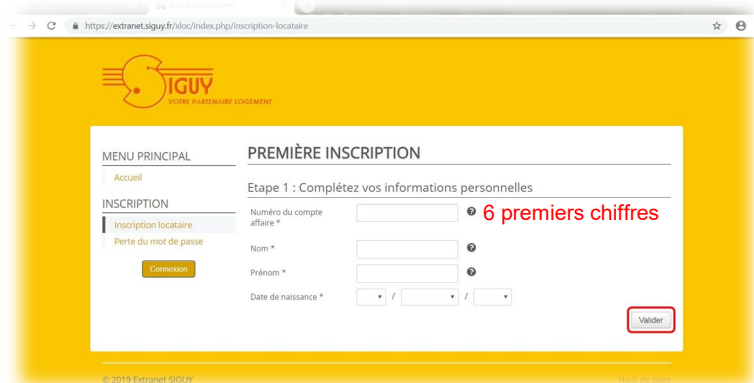 https://extranet.siguy.fr/xloc/index.php/inscription-locataire
SIGUY
VOTRE PARTENAIRE LOGEMENT
MENU PRINCIPAL
Accueil
INSCRIPTION
Inscription locataire
Perte du mot de passe
Connexion
PREMIÈRE INSCRIPTION
Etape 1 : Complétez vos informations personnelles
Numéro du compte
affaire *
6 premiers chiffres
Nom *
Prénom *
Date de naissance *
/ /
Valider
© 2019 Extranet SIGUY
Haut de page